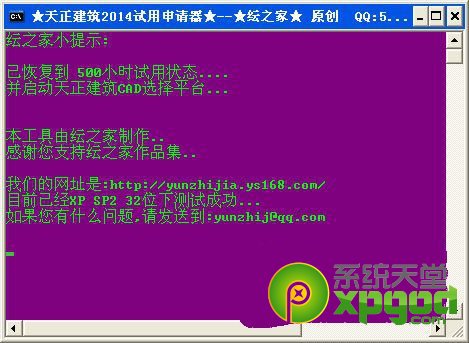 ★天正建筑2014试用申请器★--★纭之家★ 原创 QQ:5...
纭之家小提示:
已恢复到 500小时试用状态....
并启动天正建筑CAD选择平台...
本工具由纭之家制作..
感谢您支持纭之家作品集..
我们的网址是:http://yunzhijia.ys168.com/
目前已经XP SP2 32位下测试成功...
如果您有什么问题,请发送到:yunzhij@qq.com
系统天堂
xpgod
.com